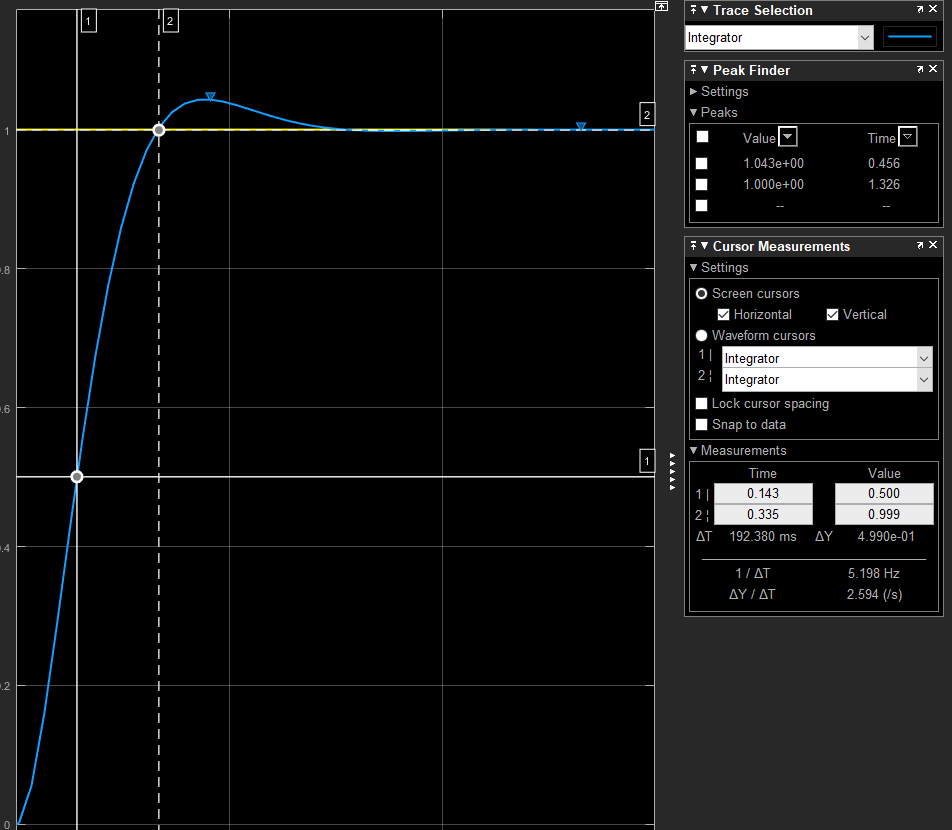 1
2
2
1
1
0.8
0.6
0.4
0.2
0
Trace Selection
Integrator
Peak Finder
Settings
Peaks
Value Time
1.043e+00 0.456
1.000e+00 1.326
-- --
Cursor Measurements
Settings
Screen cursors
Horizontal Vertical
Waveform cursors
1 | Integrator
2 ¦ Integrator
Lock cursor spacing
Snap to data
Measurements
Time Value
1 | 0.143 0.500
2 ¦ 0.335 0.999
ΔT 192.380 ms ΔY 4.990e-01
1 / ΔT 5.198 Hz
ΔY / ΔT 2.594 (/s)